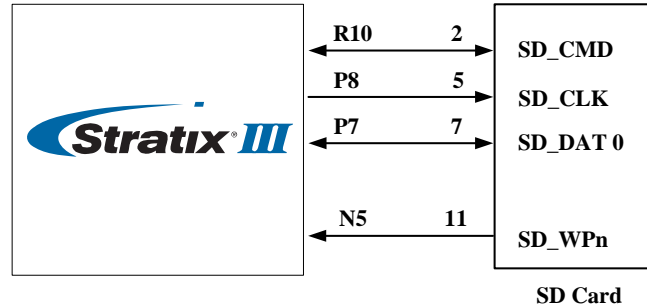 R10 2 SD_CMD
P8 5 SD_CLK
Stratix III
P7 7 SD_DAT 0
N5 11 SD_WPn
SD Card